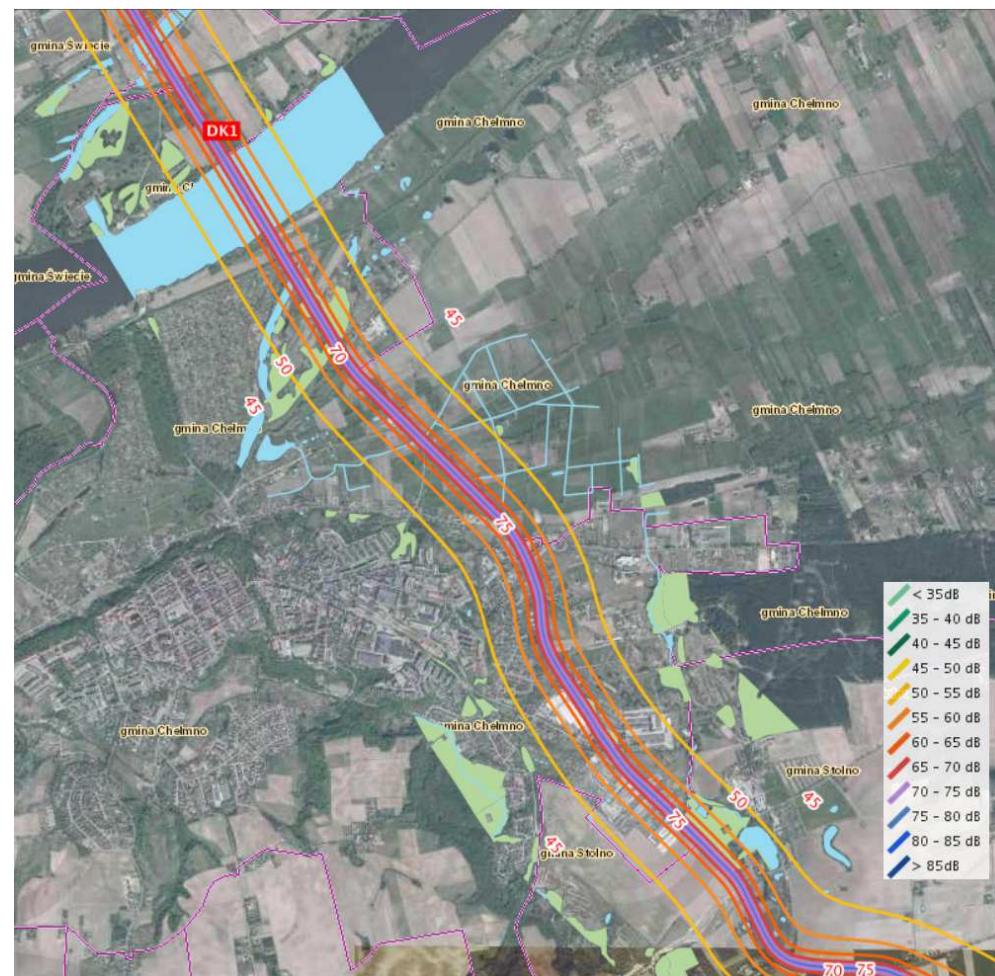 gmina Świecie
gmina Chełmno
DK1
gmina Chełmno
gmina Świecie
45
70
50
gmina Chełmno
45
gmina Chełmno
gmina Chełmno
75
gmina Chełmno
gmina Chełmno
gmina Chełmno
gmina Stolno
50
45
75
45
gmina Stolno
70
75
< 35dB
35 - 40 dB
40 - 45 dB
45 - 50 dB
50 - 55 dB
55 - 60 dB
60 - 65 dB
65 - 70 dB
70 - 75 dB
75 - 80 dB
80 - 85 dB
> 85dB